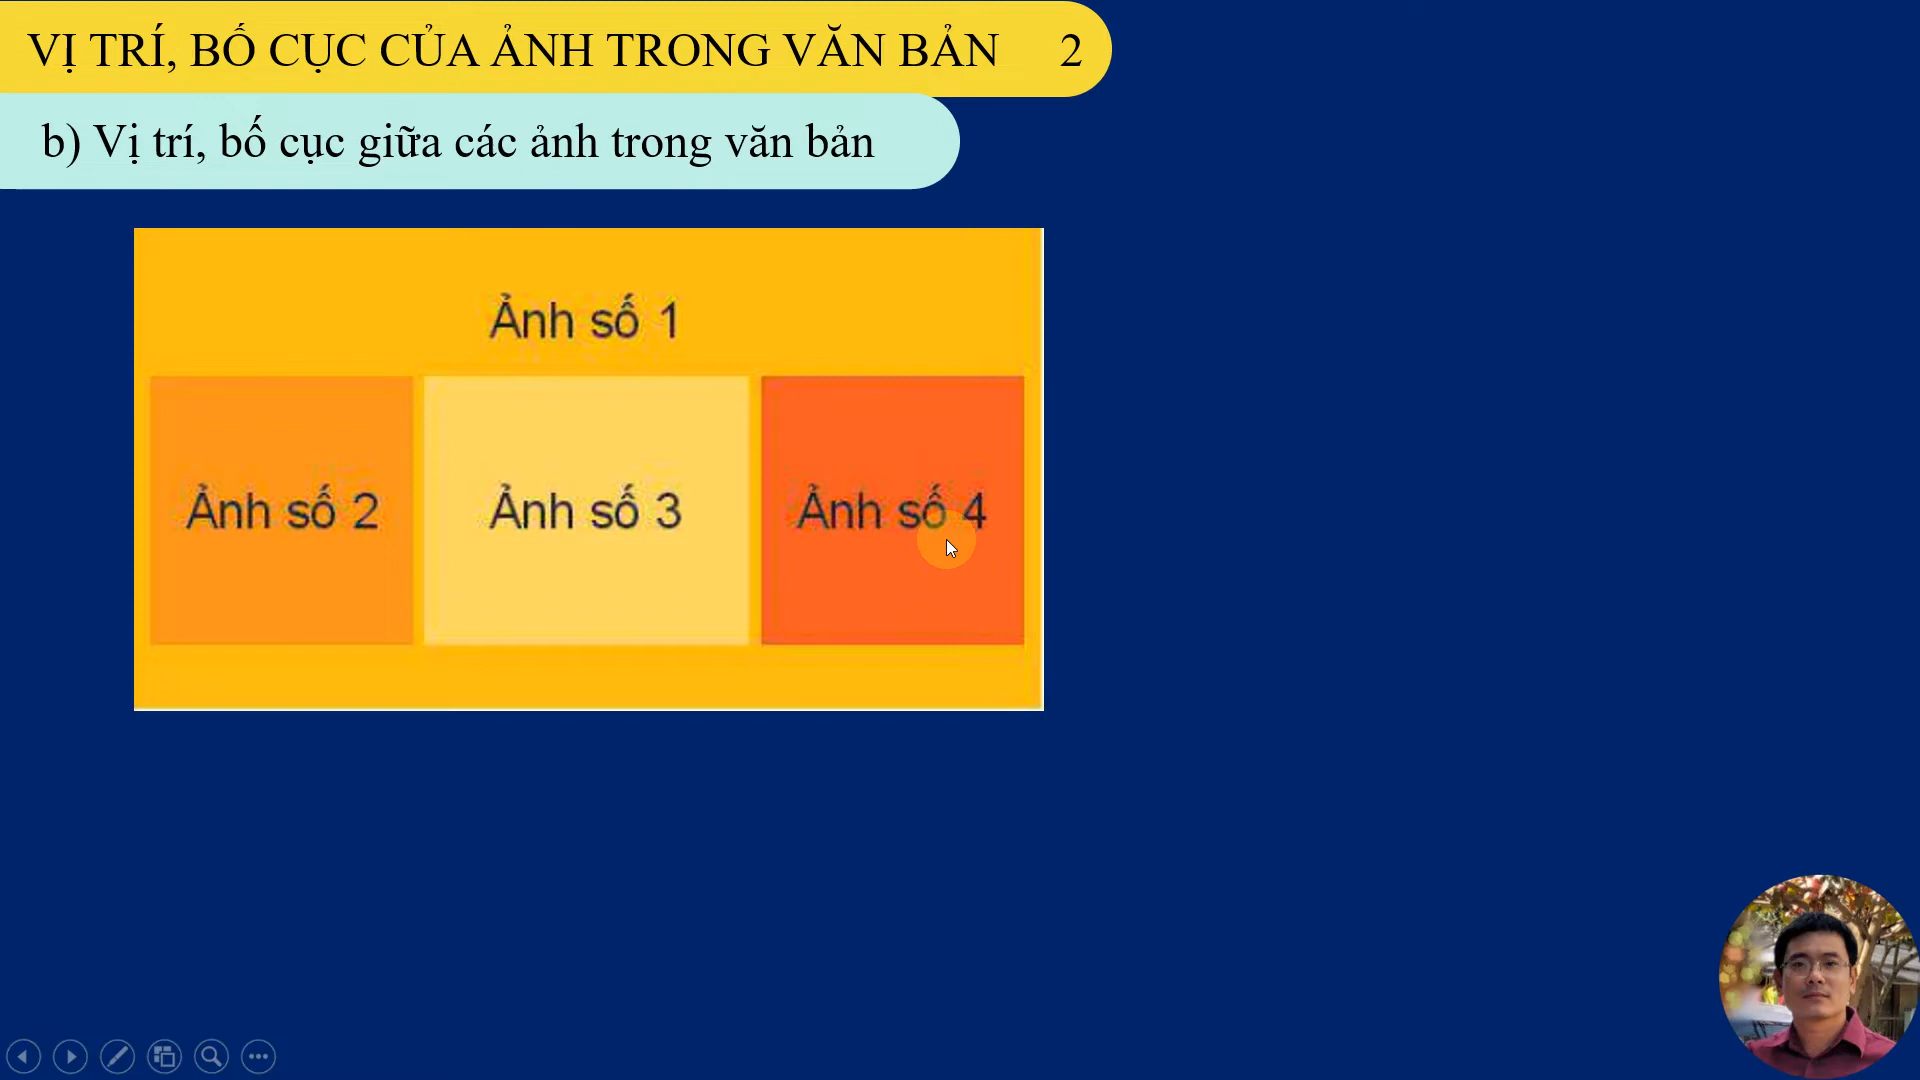 VỊ TRÍ, BỐ CỤC CỦA ẢNH TRONG VĂN BẢN 2
b) Vị trí, bố cục giữa các ảnh trong văn bản
Ảnh số 1
Ảnh số 2 Ảnh số 3 Ảnh số 4